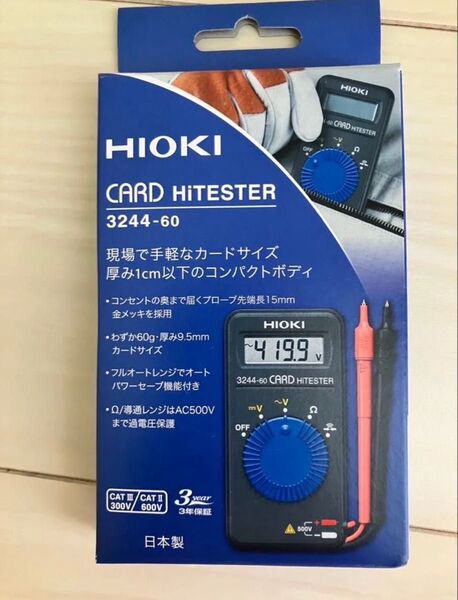 HIOKI
-60 CARD HiTESTER
OFF
~V
Ω
HIOKI
CARD HiTESTER
3244-60
現場で手軽なカードサイズ
厚み1cm以下のコンパクトボディ
・コンセントの奥まで届くプローブ先端長15mm
金メッキを採用
・わずか60g・厚み9.5mm
カードサイズ
・フルオートレンジでオート
パワーセーブ機能付き
・Ω/導通レンジはAC500V
まで過電圧保護
HIOKI
~419.9 V
3244-60 CARD HiTESTER
OFF
V
~V
Ω
500V
CAT III 300V / CAT II 600V
3 year
3年保証
日本製